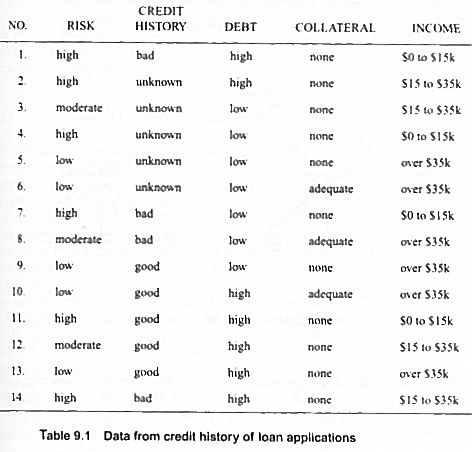 NO. RISK CREDIT HISTORY DEBT COLLATERAL INCOME
1. high bad high none $0 to $15k
2. high unknown high none $15 to $35k
3. moderate unknown low none $15 to $35k
4. high unknown low none $0 to $15k
5. low unknown low none over $35k
6. low unknown low adequate over $35k
7. high bad low none $0 to $15k
8. moderate bad low adequate over $35k
9. low good low none over $35k
10. low good high adequate over $35k
11. high good high none $0 to $15k
12. moderate good high none $15 to $35k
13. low good high none over $35k
14. high bad high none $15 to $35k
Table 9.1 Data from credit history of loan applications